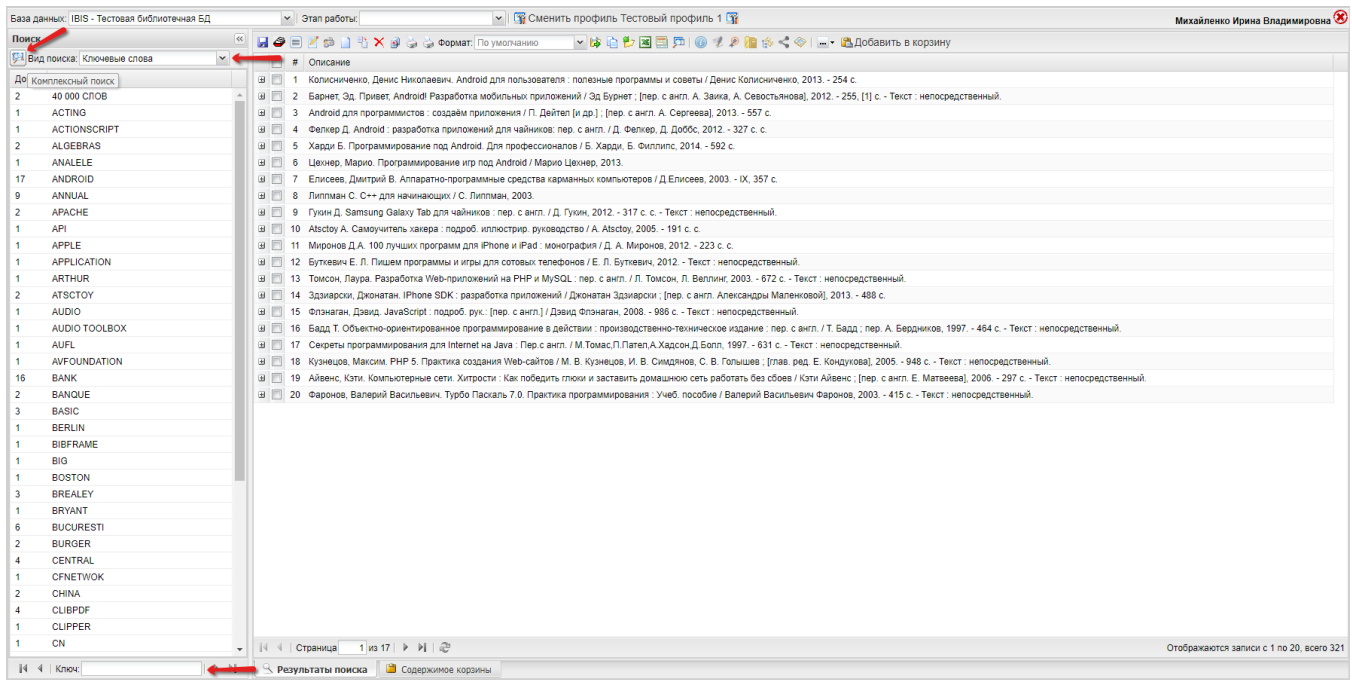 База данных: IBIS - Тестовая библиотечная БД Этап работы: Сменить профиль Тестовый профиль 1 Михайленко Ирина Владимировна
Поиск
Вид поиска: Ключевые слова
До
Комплексный поиск
2 40 000 СЛОВ
1 ACTING
1 ACTIONSCRIPT
2 ALGEBRAS
1 ANALELE
17 ANDROID
9 ANNUAL
2 APACHE
1 API
1 APPLE
1 APPLICATION
1 ARTHUR
2 ATSCTOY
1 AUDIO
1 AUDIO TOOLBOX
1 AUFL
1 AVFOUNDATION
16 BANK
2 BANQUE
3 BASIC
1 BERLIN
1 BIBFRAME
1 BIG
1 BOSTON
3 BREALEY
1 BRYANT
6 BUCURESTI
2 BURGER
4 CENTRAL
1 CFNETWOK
2 CHINA
4 CLIBPDF
1 CLIPPER
1 CN
Ключ:
Формат: По умолчанию Добавить в корзину
# Описание
1 Колисниченко, Денис Николаевич. Android для пользователя : полезные программы и советы / Денис Колисниченко, 2013. - 254 с.
2 Барнет, Эд. Привет, Android! Разработка мобильных приложений / Эд Бурнет ; [пер. с англ. А. Заика, А. Севостьянова], 2012. - 255, [1] с. - Текст : непосредственный.
3 Android для программистов : создаём приложения / П. Дейтел [и др.] ; [пер. с англ. А. Сергеева], 2013. - 557 с.
4 Фелкер Д. Android : разработка приложений для чайников: пер. с англ. / Д. Фелкер, Д. Доббс, 2012. - 327 с. с.
5 Харди Б. Программирование под Android. Для профессионалов / Б. Харди, Б. Филлипс, 2014. - 592 с.
6 Цехнер, Марио. Программирование игр под Android / Марио Цехнер, 2013.
7 Елисеев, Дмитрий В. Аппаратно-программные средства карманных компьютеров / Д.Елисеев, 2003. - IX, 357 с.
8 Липпман С. C++ для начинающих / С. Липпман, 2003.
9 Гукин Д. Samsung Galaxy Tab для чайников : пер. с англ. / Д. Гукин, 2012. - 317 с. с. - Текст : непосредственный.
10 Atsctoy A. Самоучитель хакера : подроб. иллюстрир. руководство / A. Atsctoy, 2005. - 191 с. с.
11 Миронов Д.А. 100 лучших программ для iPhone и iPad : монография / Д. А. Миронов, 2012. - 223 с. с.
12 Буткевич Е. Л. Пишем программы и игры для сотовых телефонов / Е. Л. Буткевич, 2012. - Текст : непосредственный.
13 Томсон, Лаура. Разработка Web-приложений на PHP и MySQL : пер. с англ. / Л. Томсон, Л. Веллинг, 2003. - 672 с. - Текст : непосредственный.
14 Здзиарски, Джонатан. IPhone SDK : разработка приложений / Джонатан Здзиарски ; [пер. с англ. Александры Маленковой], 2013. - 488 с.
15 Флэнаган, Дэвид. JavaScript : подроб. рук.: [пер. с англ.] / Дэвид Флэнаган, 2008. - 986 с. - Текст : непосредственный.
16 Бадд Т. Объектно-ориентированное программирование в действии : производственно-техническое издание : пер. с англ. / Т. Бадд ; пер. А. Бердников, 1997. - 464 с. - Текст : непосредственный.
17 Секреты программирования для Internet на Java : Пер.с англ. / М.Томас,П.Пател,А.Хадсон,Д.Болл, 1997. - 631 с. - Текст : непосредственный.
18 Кузнецов, Максим. PHP 5. Практика создания Web-сайтов / М. В. Кузнецов, И. В. Симдянов, С. В. Голышев ; [глав. ред. Е. Кондукова], 2005. - 948 с. - Текст : непосредственный.
19 Айвенс, Кэти. Компьютерные сети. Хитрости : Как победить глюки и заставить домашнюю сеть работать без сбоев / Кэти Айвенс ; [пер. с англ. Е. Матвеева], 2006. - 297 с. - Текст : непосредственный.
20 Фаронов, Валерий Васильевич. Турбо Паскаль 7.0. Практика программирования : Учеб. пособие / Валерий Васильевич Фаронов, 2003. - 415 с. - Текст : непосредственный.
Страница 1 из 17 Отображаются записи с 1 по 20, всего 321
Результаты поиска Содержимое корзины